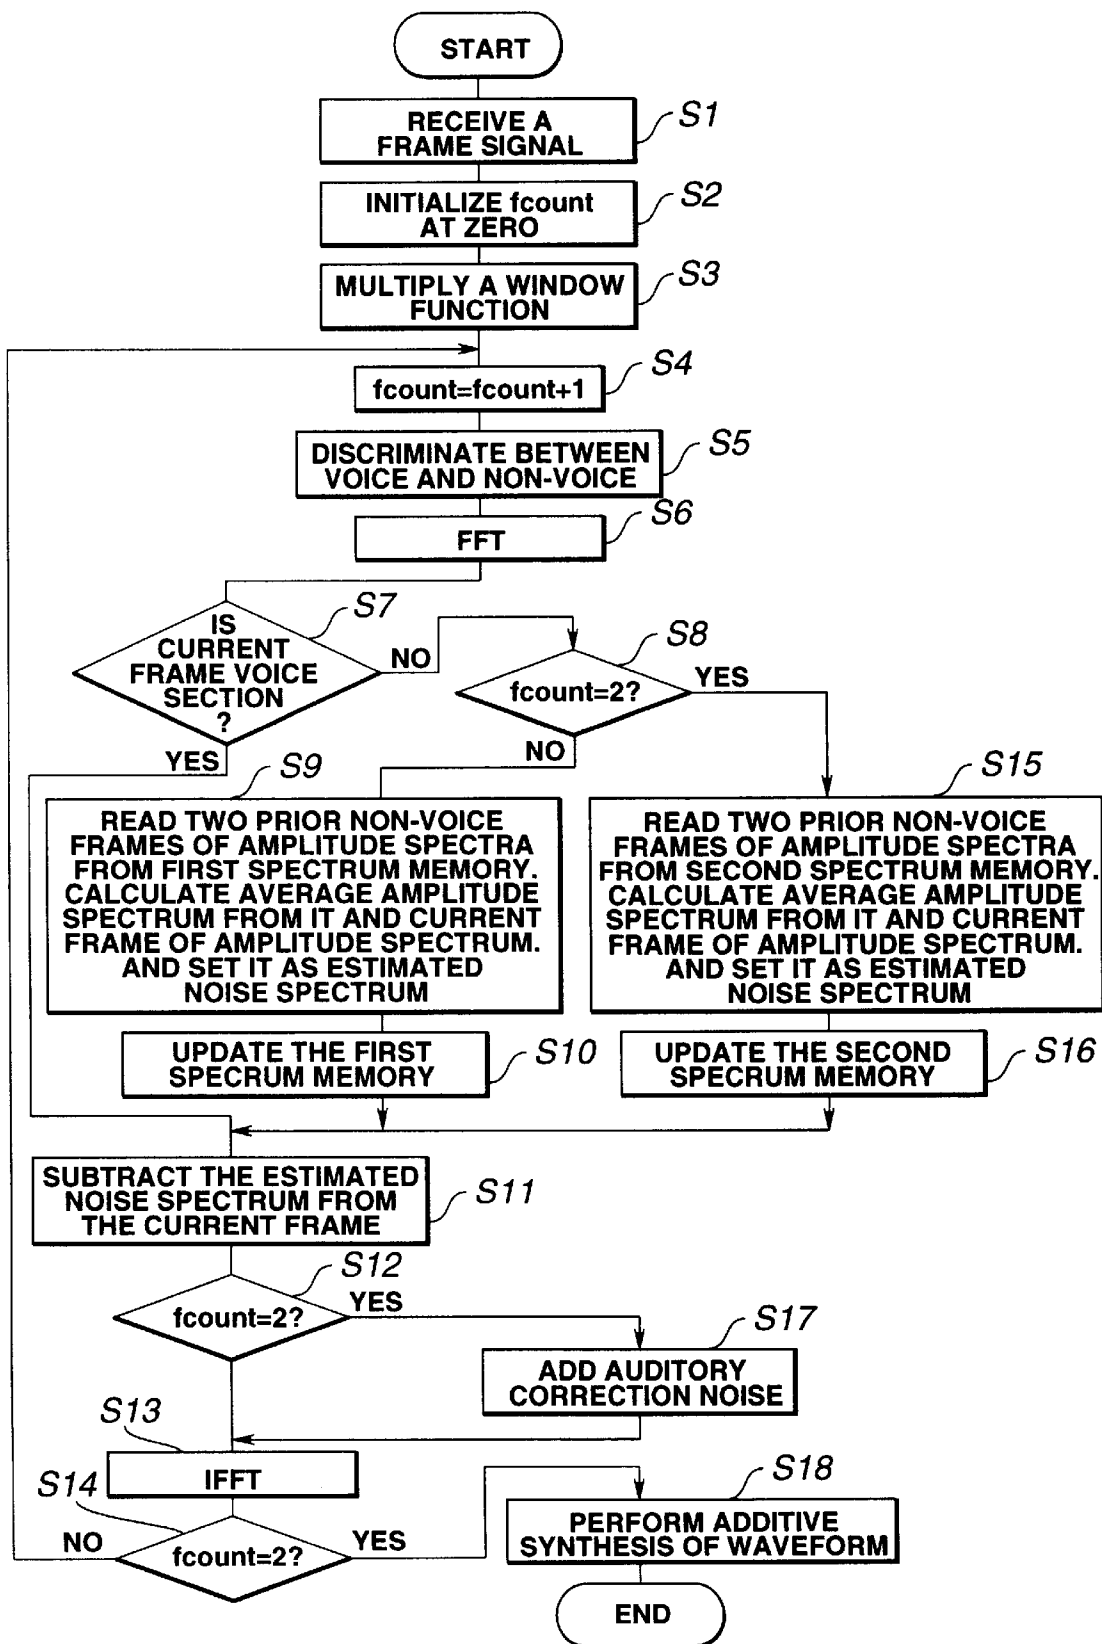 START
RECEIVE A
FRAME SIGNAL
S1
INITIALIZE fcount
AT ZERO
S2
MULTIPLY A WINDOW
FUNCTION
S3
fcount=fcount+1
S4
DISCRIMINATE BETWEEN
VOICE AND NON-VOICE
S5
FFT
S6
IS
CURRENT
FRAME VOICE
SECTION
?
S7
NO
YES
fcount=2?
S8
YES
NO
S9
READ TWO PRIOR NON-VOICE
FRAMES OF AMPLITUDE SPECTRA
FROM FIRST SPECTRUM MEMORY.
CALCULATE AVERAGE AMPLITUDE
SPECTRUM FROM IT AND CURRENT
FRAME OF AMPLITUDE SPECTRUM.
AND SET IT AS ESTIMATED
NOISE SPECTRUM
S15
READ TWO PRIOR NON-VOICE
FRAMES OF AMPLITUDE SPECTRA
FROM SECOND SPECTRUM MEMORY.
CALCULATE AVERAGE AMPLITUDE
SPECTRUM FROM IT AND CURRENT
FRAME OF AMPLITUDE SPECTRUM.
AND SET IT AS ESTIMATED
NOISE SPECTRUM
UPDATE THE FIRST
SPECRUM MEMORY
S10
UPDATE THE SECOND
SPECRUM MEMORY
S16
SUBTRACT THE ESTIMATED
NOISE SPECTRUM FROM
THE CURRENT FRAME
S11
S12
fcount=2?
YES
S17
ADD AUDITORY
CORRECTION NOISE
S13
IFFT
S14
NO
fcount=2?
YES
S18
PERFORM ADDITIVE
SYNTHESIS OF WAVEFORM
END